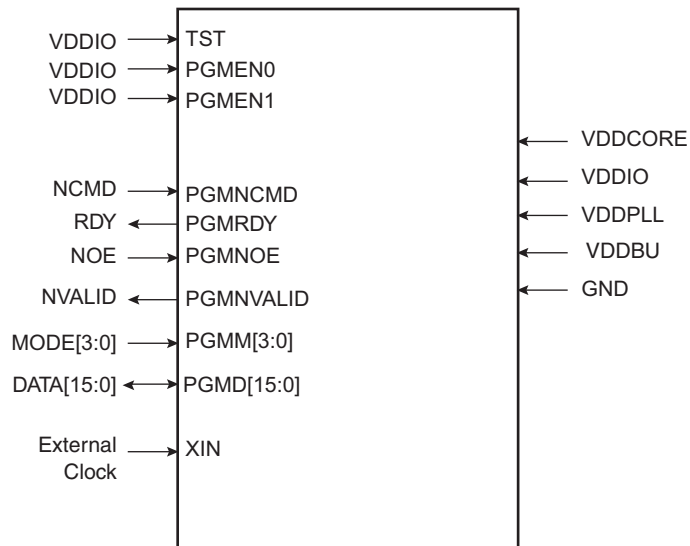 VDDIO TST
VDDIO PGMEN0
VDDIO PGMEN1
VDDCORE
VDDIO
NCMD PGMNCMD
RDY PGMRDY
VDDPLL
NOE PGMNOE
VDDBU
NVALID PGMNVALID
GND
MODE[3:0] PGMM[3:0]
DATA[15:0] PGMD[15:0]
External
Clock
XIN